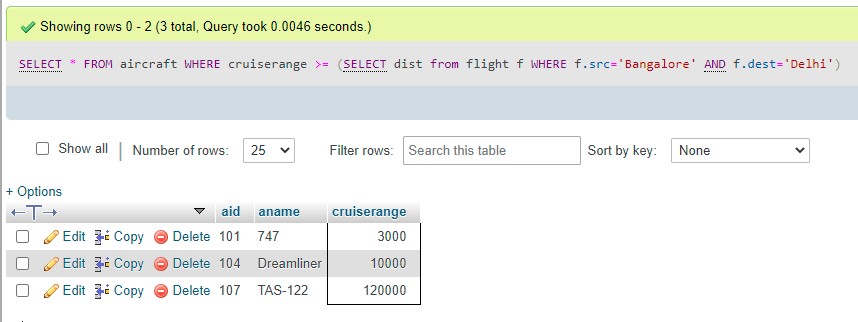 Showing rows 0 - 2 (3 total, Query took 0.0046 seconds.)
SELECT * FROM aircraft WHERE cruiserange >= (SELECT dist from flight f WHERE f.src='Bangalore' AND f.dest='Delhi')
Show all | Number of rows: 25 Filter rows: Search this table Sort by key: None
+ Options
←T→ aid aname cruiserange
Edit Copy Delete 101 747 3000
Edit Copy Delete 104 Dreamliner 10000
Edit Copy Delete 107 TAS-122 120000